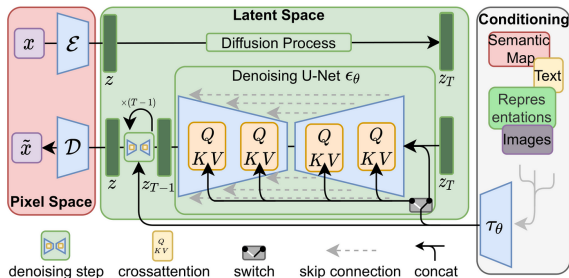 Latent Space
Conditioning
x
ℰ
Diffusion Process
Semantic
Map
z
z_T
Denoising U-Net ϵ_θ
Text
×(T−1)
Repres
entations
Q
KV
Q
KV
Q
KV
Q
KV
x̃
𝒟
Images
z
z_{T−1}
z_T
Pixel Space
τ_θ
Q
KV
denoising step
crossattention
switch
skip connection
concat